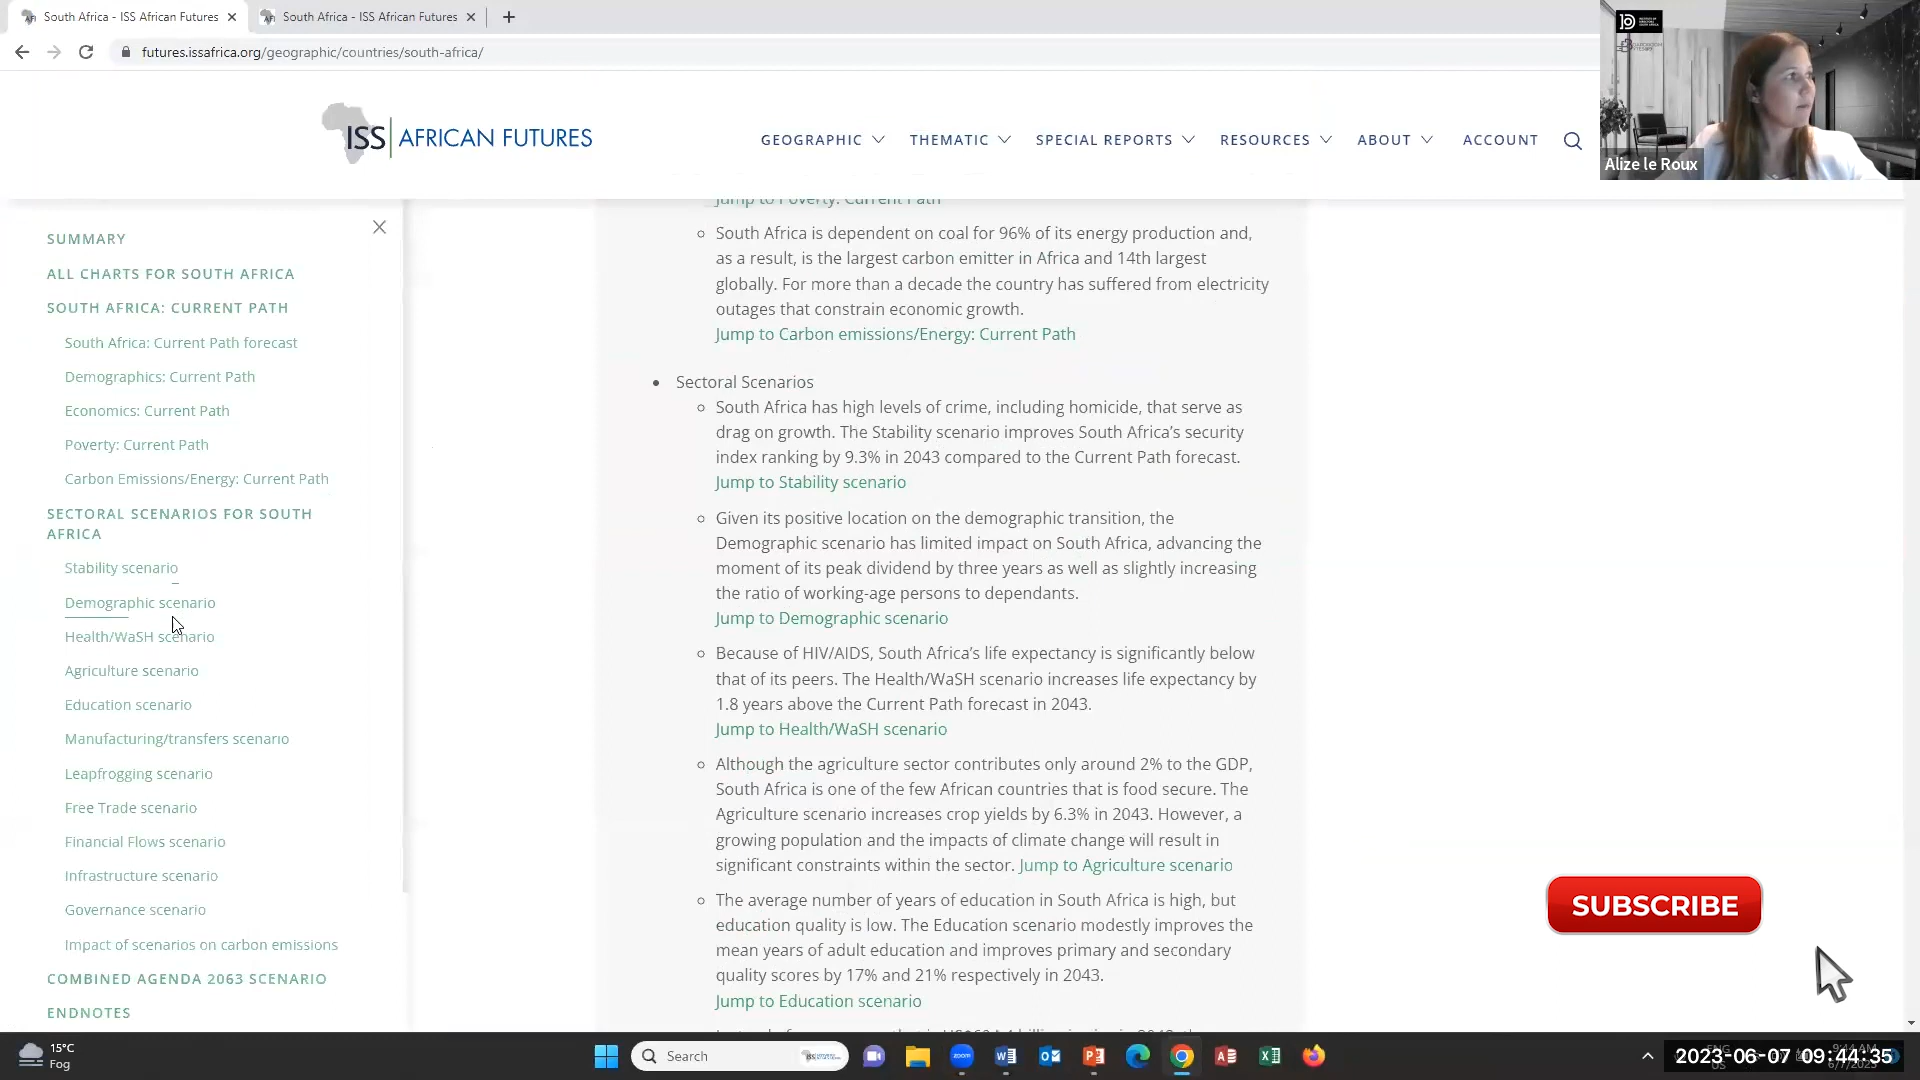 South Africa - ISS African Futures
South Africa - ISS African Futures
futures.issafrica.org/geographic/countries/south-africa/
ISS AFRICAN FUTURES
GEOGRAPHIC THEMATIC SPECIAL REPORTS RESOURCES ABOUT ACCOUNT
Alize le Roux
SUMMARY
ALL CHARTS FOR SOUTH AFRICA
SOUTH AFRICA: CURRENT PATH
South Africa: Current Path forecast
Demographics: Current Path
Economics: Current Path
Poverty: Current Path
Carbon Emissions/Energy: Current Path
SECTORAL SCENARIOS FOR SOUTH
AFRICA
Stability scenario
Demographic scenario
Health/WaSH scenario
Agriculture scenario
Education scenario
Manufacturing/transfers scenario
Leapfrogging scenario
Free Trade scenario
Financial Flows scenario
Infrastructure scenario
Governance scenario
Impact of scenarios on carbon emissions
COMBINED AGENDA 2063 SCENARIO
ENDNOTES
Jump to Poverty: Current Path
South Africa is dependent on coal for 96% of its energy production and,
as a result, is the largest carbon emitter in Africa and 14th largest
globally. For more than a decade the country has suffered from electricity
outages that constrain economic growth.
Jump to Carbon emissions/Energy: Current Path
Sectoral Scenarios
South Africa has high levels of crime, including homicide, that serve as
drag on growth. The Stability scenario improves South Africa's security
index ranking by 9.3% in 2043 compared to the Current Path forecast.
Jump to Stability scenario
Given its positive location on the demographic transition, the
Demographic scenario has limited impact on South Africa, advancing the
moment of its peak dividend by three years as well as slightly increasing
the ratio of working-age persons to dependants.
Jump to Demographic scenario
Because of HIV/AIDS, South Africa's life expectancy is significantly below
that of its peers. The Health/WaSH scenario increases life expectancy by
1.8 years above the Current Path forecast in 2043.
Jump to Health/WaSH scenario
Although the agriculture sector contributes only around 2% to the GDP,
South Africa is one of the few African countries that is food secure. The
Agriculture scenario increases crop yields by 6.3% in 2043. However, a
growing population and the impacts of climate change will result in
significant constraints within the sector. Jump to Agriculture scenario
The average number of years of education in South Africa is high, but
education quality is low. The Education scenario modestly improves the
mean years of adult education and improves primary and secondary
quality scores by 17% and 21% respectively in 2043.
Jump to Education scenario
SUBSCRIBE
15°C
Fog
Search
zoom
2023-06-07 09:44:35